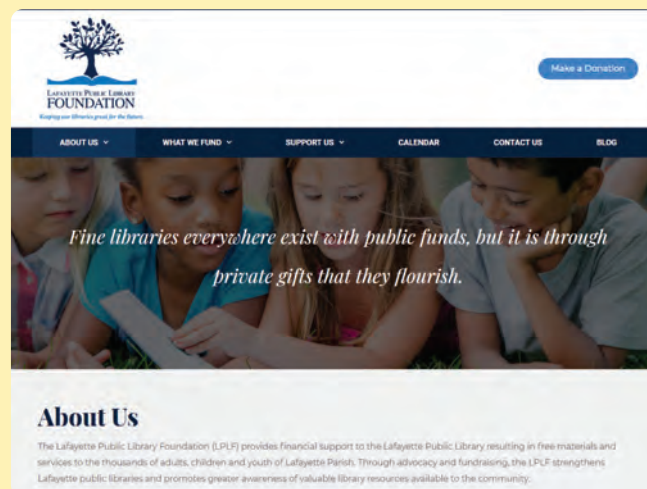 LAFAYETTE PUBLIC LIBRARY
FOUNDATION
Keeping our libraries great for the future.
Make a Donation
ABOUT US WHAT WE FUND SUPPORT US CALENDAR CONTACT US BLOG
Fine libraries everywhere exist with public funds, but it is through
private gifts that they flourish.
About Us
The Lafayette Public Library Foundation (LPLF) provides financial support to the Lafayette Public Library resulting in free materials and
services to the thousands of adults, children and youth of Lafayette Parish. Through advocacy and fundraising, the LPLF strengthens
Lafayette public libraries and promotes greater awareness of valuable library resources available to the community.